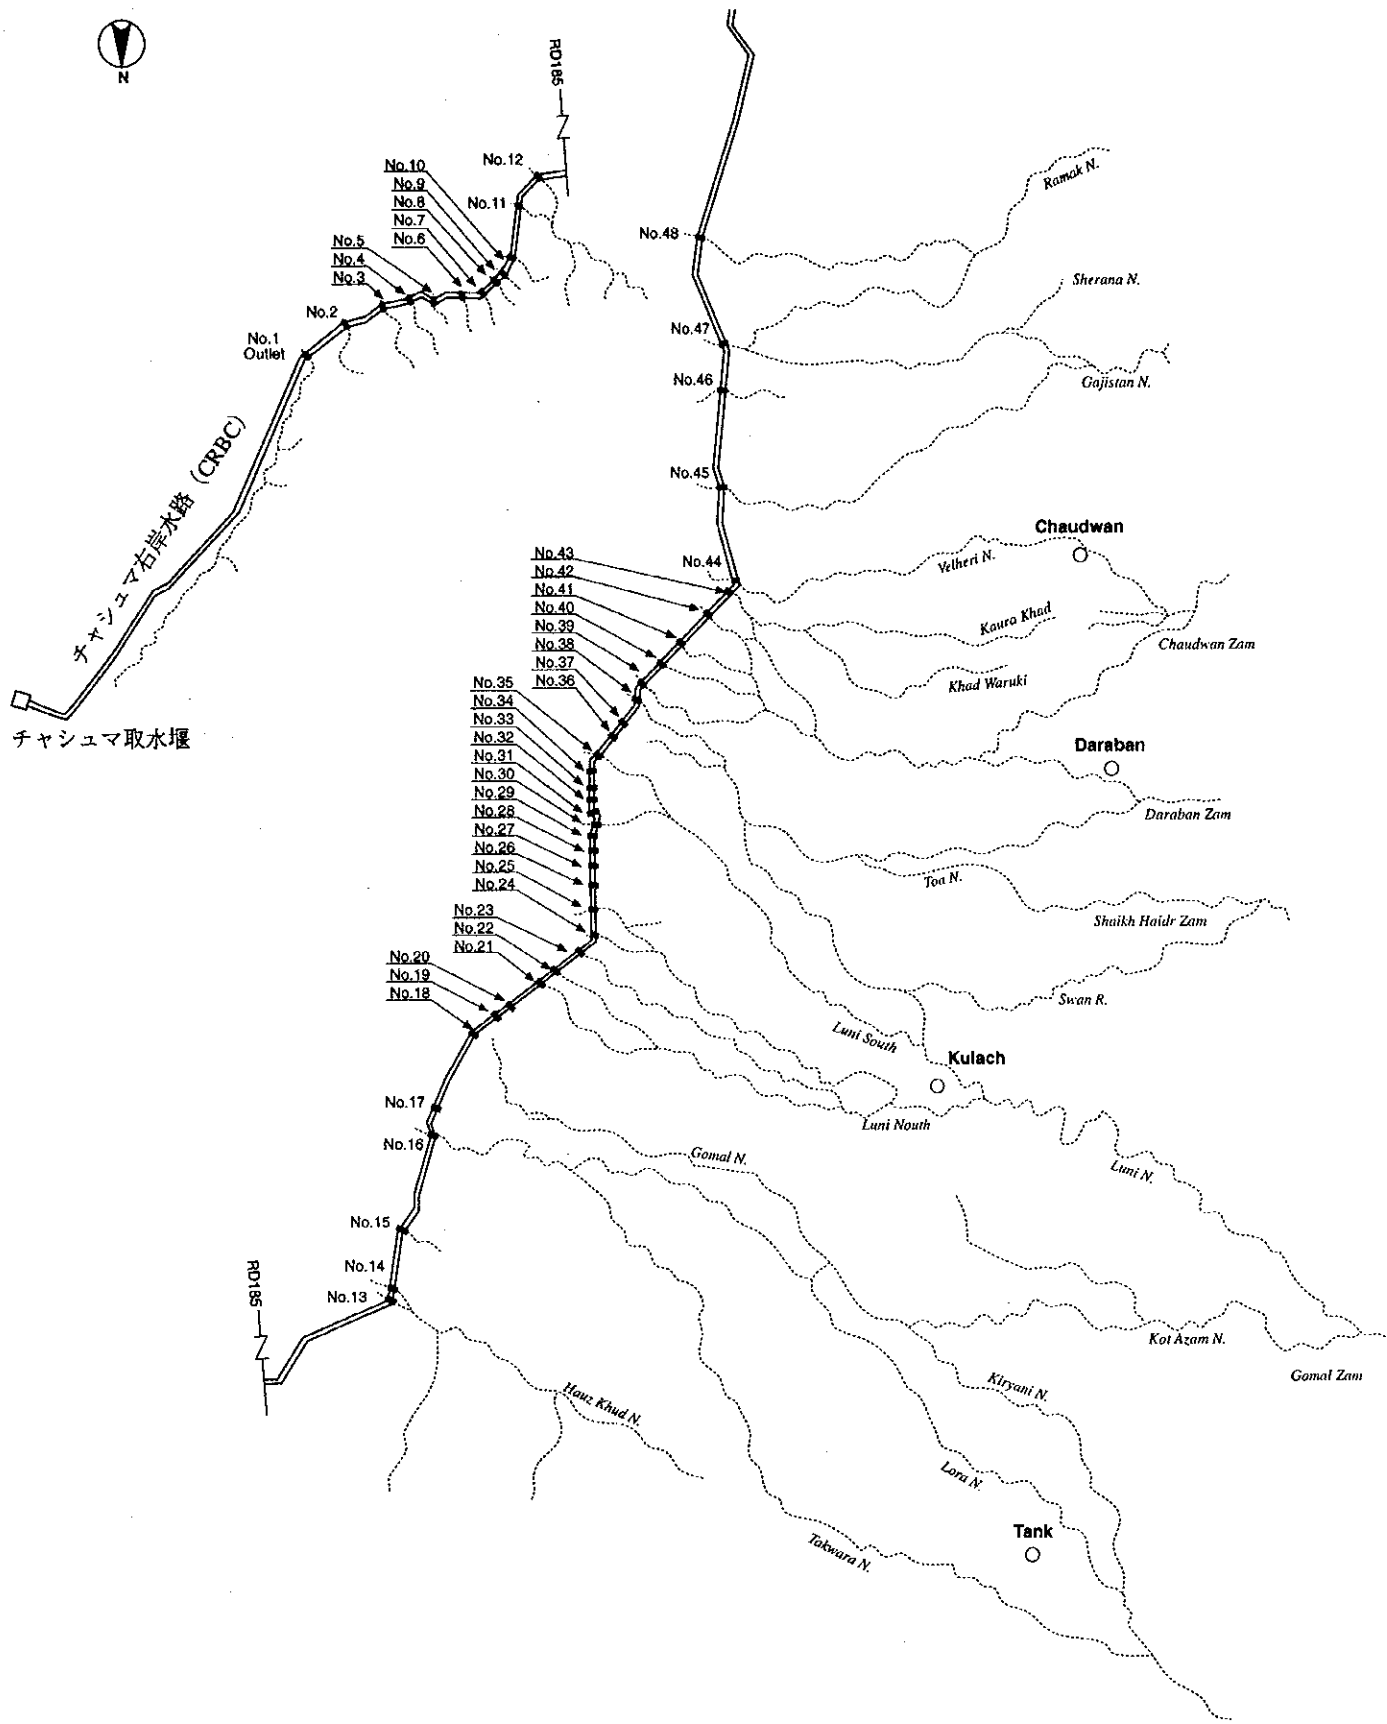 N
RD185
No.12
No.10
No.9
No.8
No.7
No.6
No.11
No.5
No.4
No.3
No.2
No.1
Outlet
チャシュマ右岸水路 (CRBC)
チャシュマ取水堰
Ramak N.
No.48
Sherana N.
No.47
Gajistan N.
No.46
No.45
Chaudwan
Yelheri N.
No.44
No.43
No.42
No.41
No.40
No.39
No.38
No.37
No.36
Kaura Khad
Chaudwan Zam
Khad Waruki
No.35
No.34
No.33
No.32
No.31
No.30
No.29
No.28
No.27
No.26
No.25
No.24
Daraban
Daraban Zam
Toa N.
Shaikh Haidr Zam
No.23
No.22
No.21
No.20
No.19
No.18
Swan R.
Luni South
Kulach
No.17
No.16
Luni Nouth
Gomal N.
Luni N.
No.15
No.14
No.13
RD185
Kot Azam N.
Gomal Zam
Kiryani N.
Hauz Khud N.
Lora N.
Tank
Takwara N.